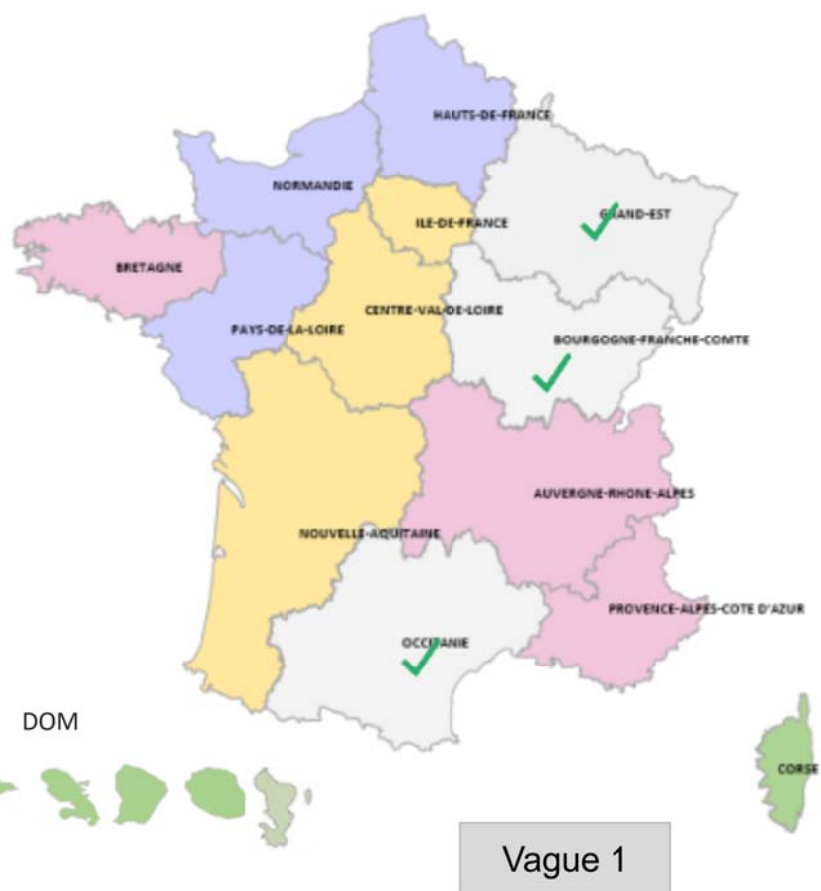 HAUTS-DE-FRANCE
NORMANDIE
ILE-DE-FRANCE
GRAND-EST
BRETAGNE
CENTRE-VAL-DE-LOIRE
PAYS-DE-LA-LOIRE
BOURGOGNE-FRANCHE-COMTE
AUVERGNE-RHONE-ALPES
NOUVELLE-AQUITAINE
PROVENCE-ALPES-COTE D'AZUR
OCCITANIE
DOM
CORSE
Vague 1